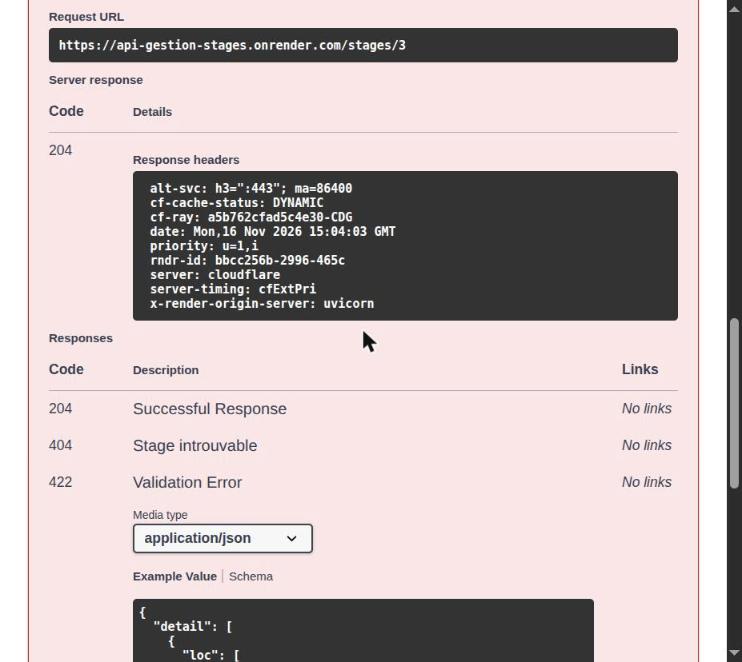 Request URL
https://api-gestion-stages.onrender.com/stages/3
Server response
Code Details
204
Response headers
alt-svc: h3=":443"; ma=86400
cf-cache-status: DYNAMIC
cf-ray: a5b762cfad5c4e30-CDG
date: Mon,16 Nov 2026 15:04:03 GMT
priority: u=1,i
rndr-id: bbcc256b-2996-465c
server: cloudflare
server-timing: cfExtPri
x-render-origin-server: uvicorn
Responses
Code Description Links
204 Successful Response No links
404 Stage introuvable No links
422 Validation Error No links
Media type
application/json
Example Value | Schema
{
"detail": [
{
"loc": [